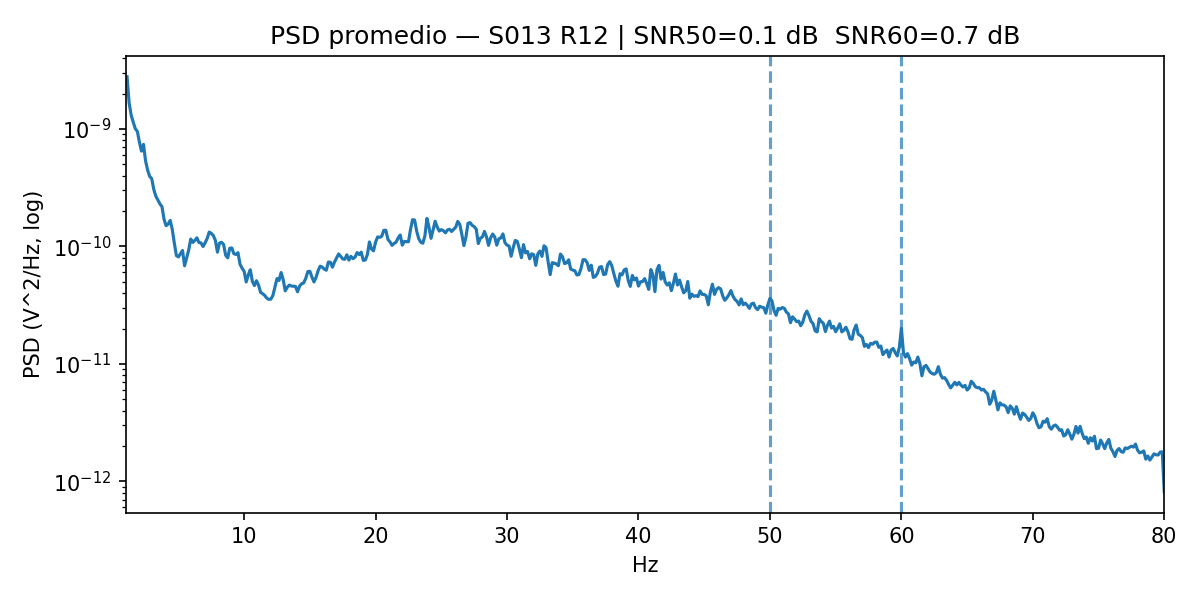 PSD promedio — S013 R12 | SNR50=0.1 dB  SNR60=0.7 dB
PSD (V^2/Hz, log)
10^-9
10^-10
10^-11
10^-12
10 20 30 40 50 60 70 80
Hz